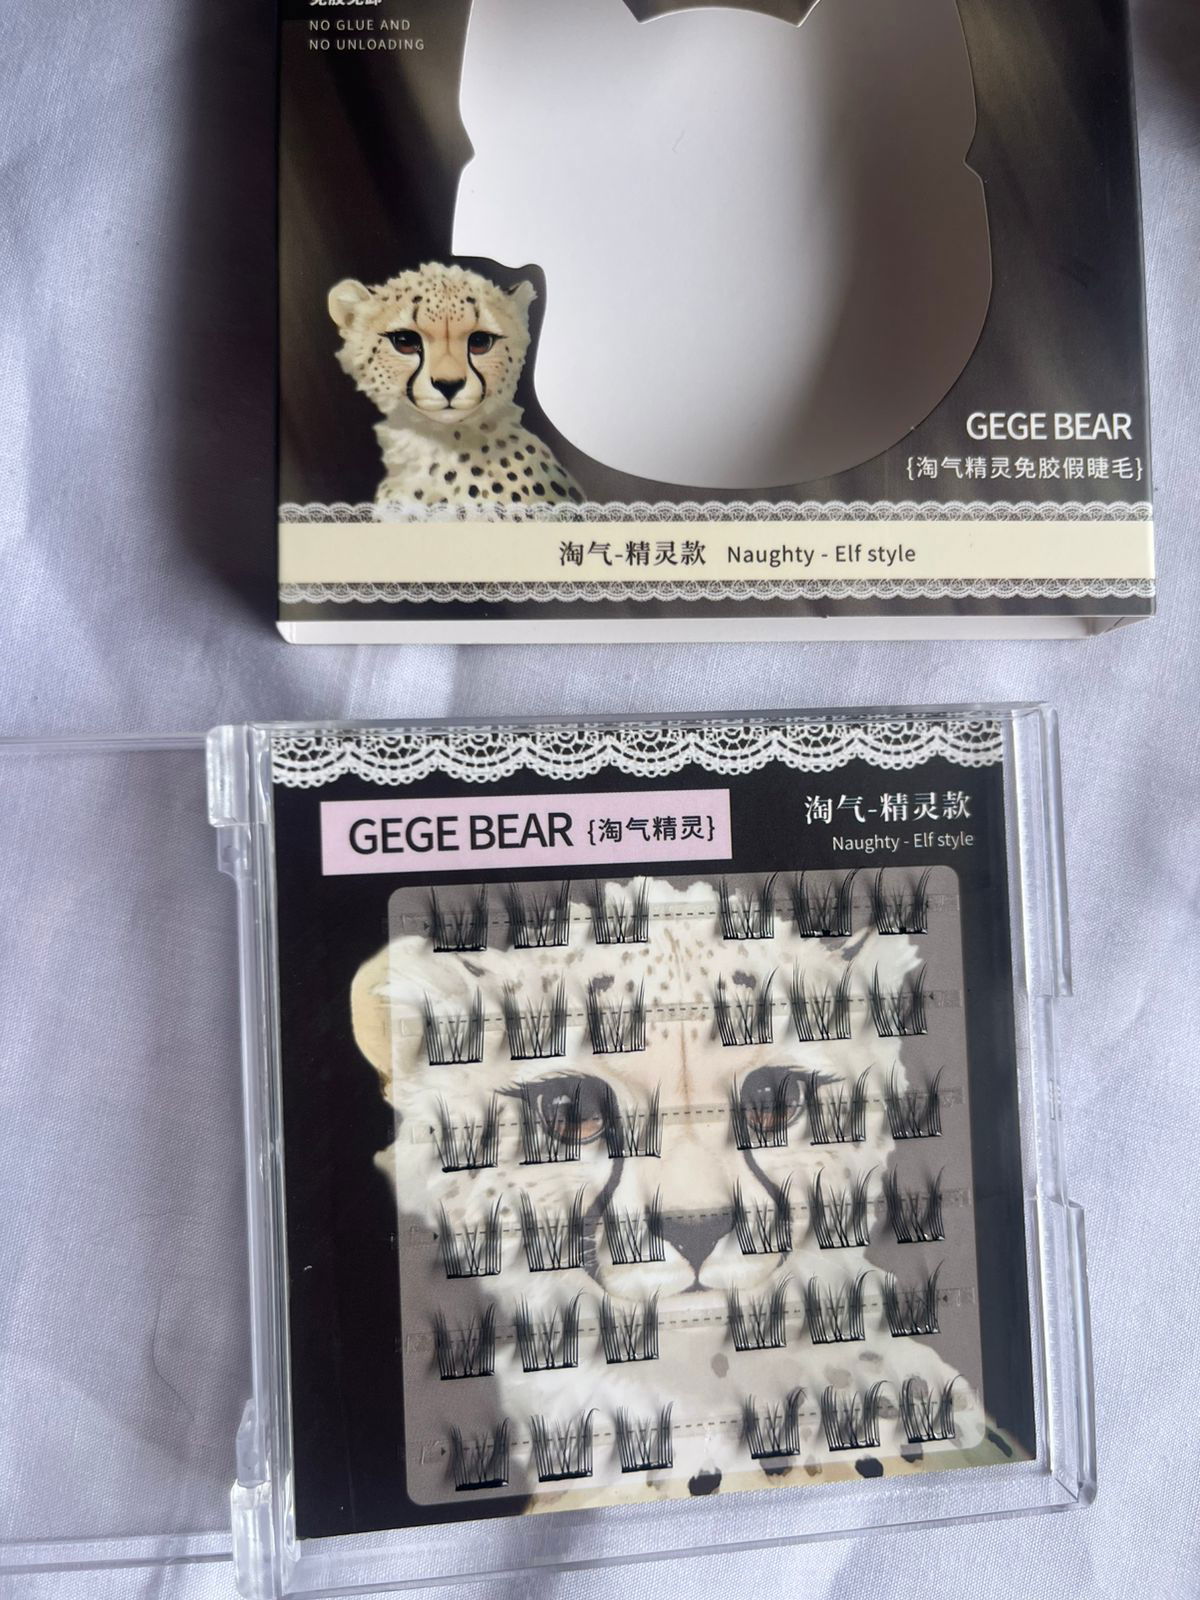 NO GLUE AND
NO UNLOADING
GEGE BEAR
{淘气精灵免胶假睫毛}
淘气-精灵款 Naughty - Elf style
GEGE BEAR {淘气精灵}
淘气-精灵款
Naughty - Elf style